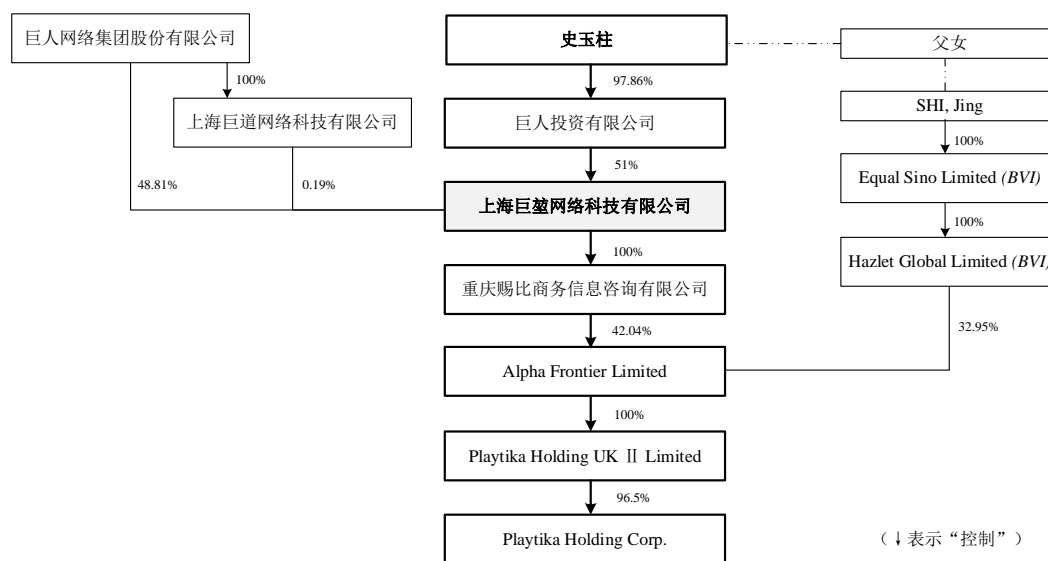 巨人网络集团股份有限公司
史玉柱
父女
100%
97.86%
上海巨道网络科技有限公司
巨人投资有限公司
SHI, Jing
100%
51%
48.81%
0.19%
Equal Sino Limited (BVI)
上海巨堃网络科技有限公司
100%
100%
Hazlet Global Limited (BVI)
重庆赐比商务信息咨询有限公司
42.04%
32.95%
Alpha Frontier Limited
100%
Playtika Holding UK Ⅱ Limited
96.5%
Playtika Holding Corp.
（↓表示“控制”）